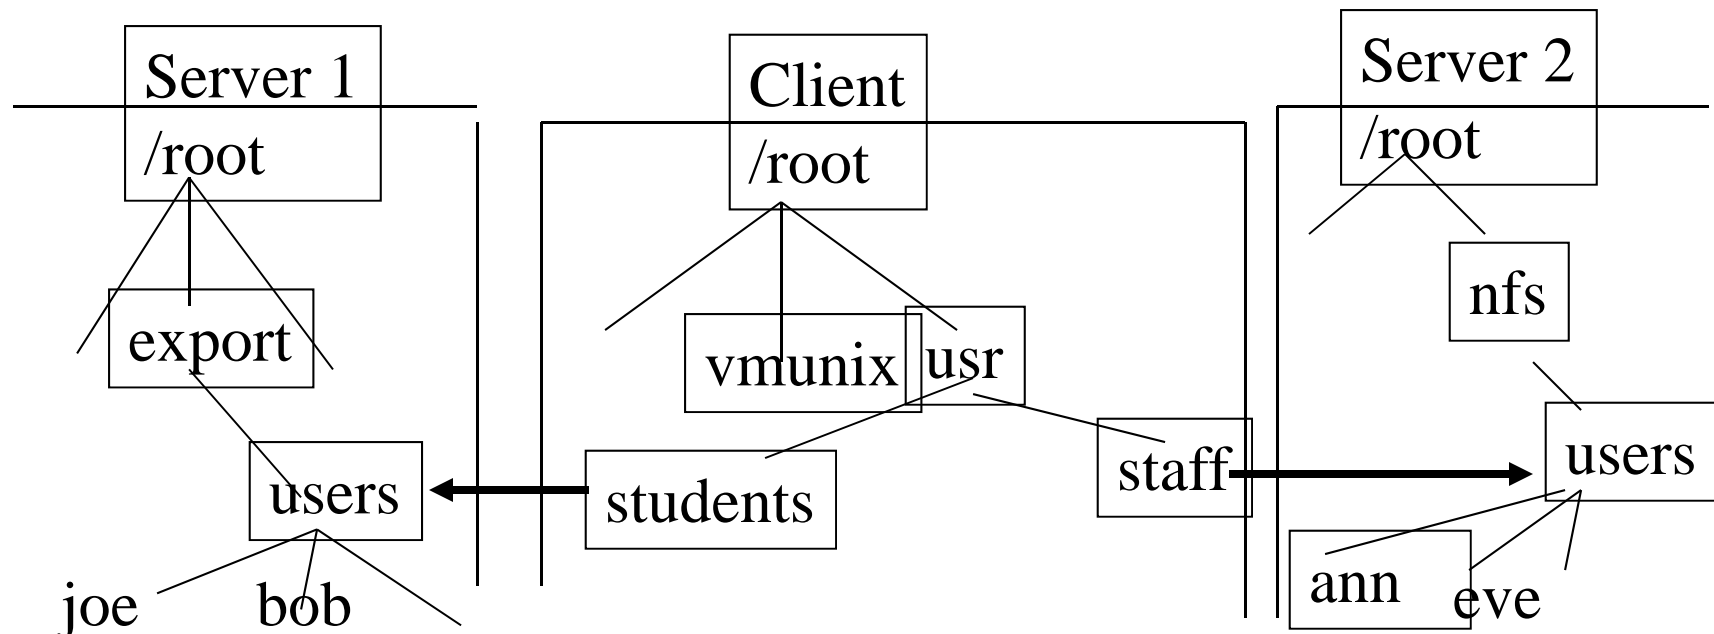 Server 1
/root
export
users
joe
bob
Client
/root
vmunix
usr
students
staff
Server 2
/root
nfs
users
ann
eve